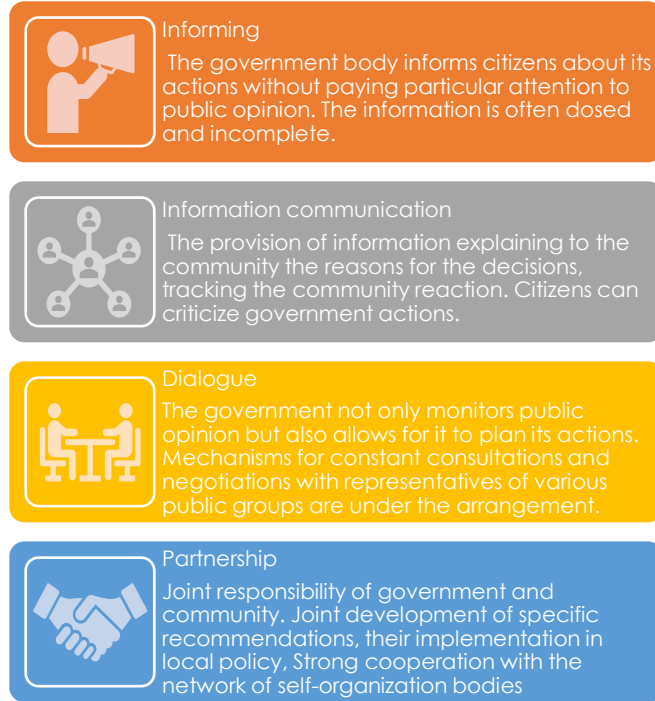 Informing
The government body informs citizens about its
actions without paying particular attention to
public opinion. The information is often dosed
and incomplete.
Information communication
The provision of information explaining to the
community the reasons for the decisions,
tracking the community reaction. Citizens can
criticize government actions.
Dialogue
The government not only monitors public
opinion but also allows for it to plan its actions.
Mechanisms for constant consultations and
negotiations with representatives of various
public groups are under the arrangement.
Partnership
Joint responsibility of government and
community. Joint development of specific
recommendations, their implementation in
local policy, Strong cooperation with the
network of self-organization bodies